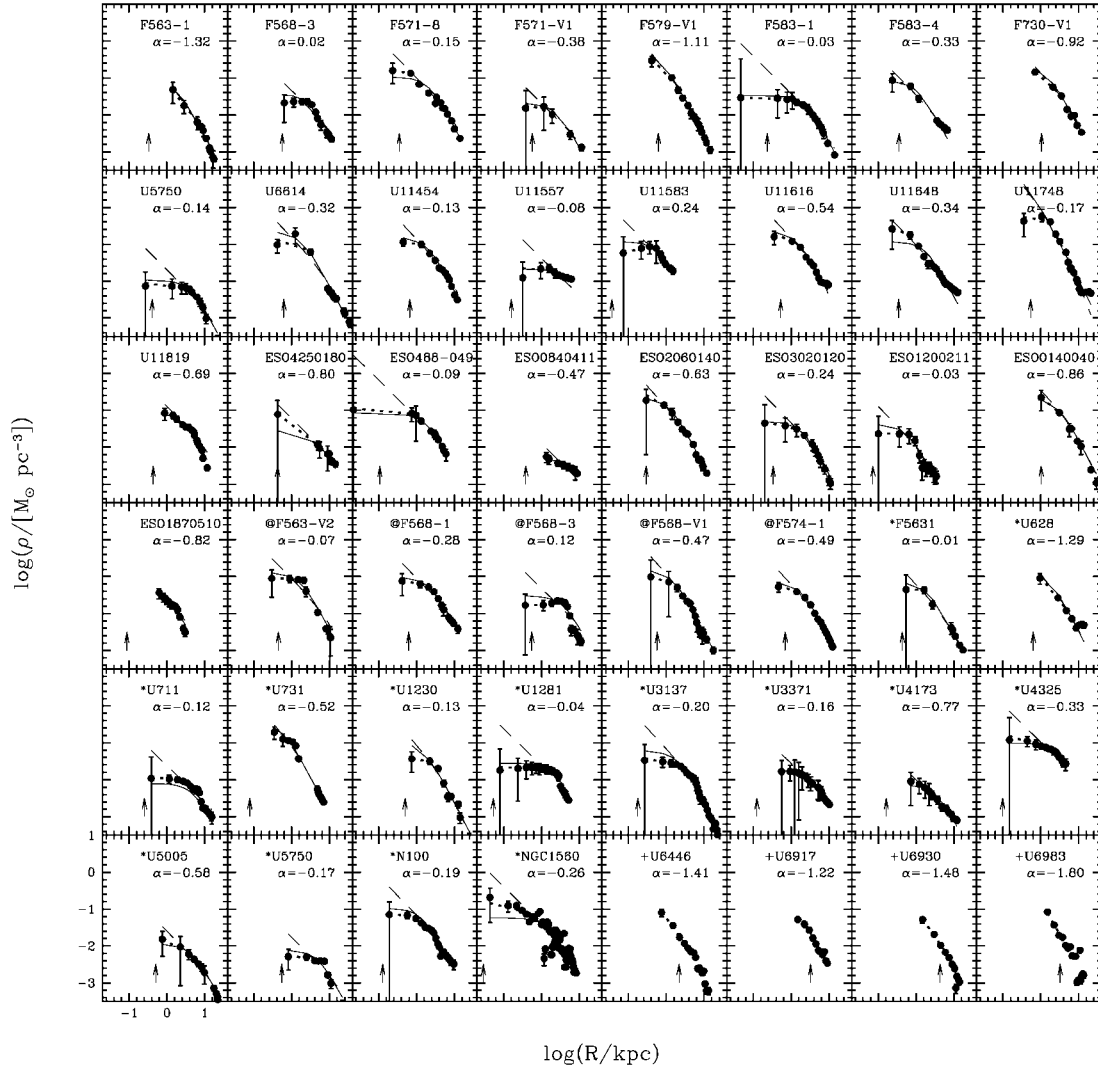 F563-1 F568-3 F571-8 F571-V1 F579-V1 F583-1 F583-4 F730-V1
α=-1.32 α=0.02 α=-0.15 α=-0.38 α=-1.11 α=-0.03 α=-0.33 α=-0.92
U5750 U6614 U11454 U11557 U11583 U11616 U11648 U11748
α=-0.14 α=-0.32 α=-0.13 α=-0.08 α=0.24 α=-0.54 α=-0.34 α=-0.17
U11819 ESO4250180 ESO488-049 ESO0840411 ESO2060140 ESO3020120 ESO1200211 ESO0140040
α=-0.69 α=-0.80 α=-0.09 α=-0.47 α=-0.63 α=-0.24 α=-0.03 α=-0.86
log(ρ/[M⊙ pc⁻³])
ESO1870510 @F563-V2 @F568-1 @F568-3 @F568-V1 @F574-1 *F5631 *U628
α=-0.82 α=-0.07 α=-0.28 α=0.12 α=-0.47 α=-0.49 α=-0.01 α=-1.29
*U711 *U731 *U1230 *U1281 *U3137 *U3371 *U4173 *U4325
α=-0.12 α=-0.52 α=-0.13 α=-0.04 α=-0.20 α=-0.16 α=-0.77 α=-0.33
1
*U5005 *U5750 *N100 *NGC1560 +U6446 +U6917 +U6930 +U6983
0
α=-0.58 α=-0.17 α=-0.19 α=-0.26 α=-1.41 α=-1.22 α=-1.48 α=-1.80
-1
-2
-3
-1 0 1
log(R/kpc)